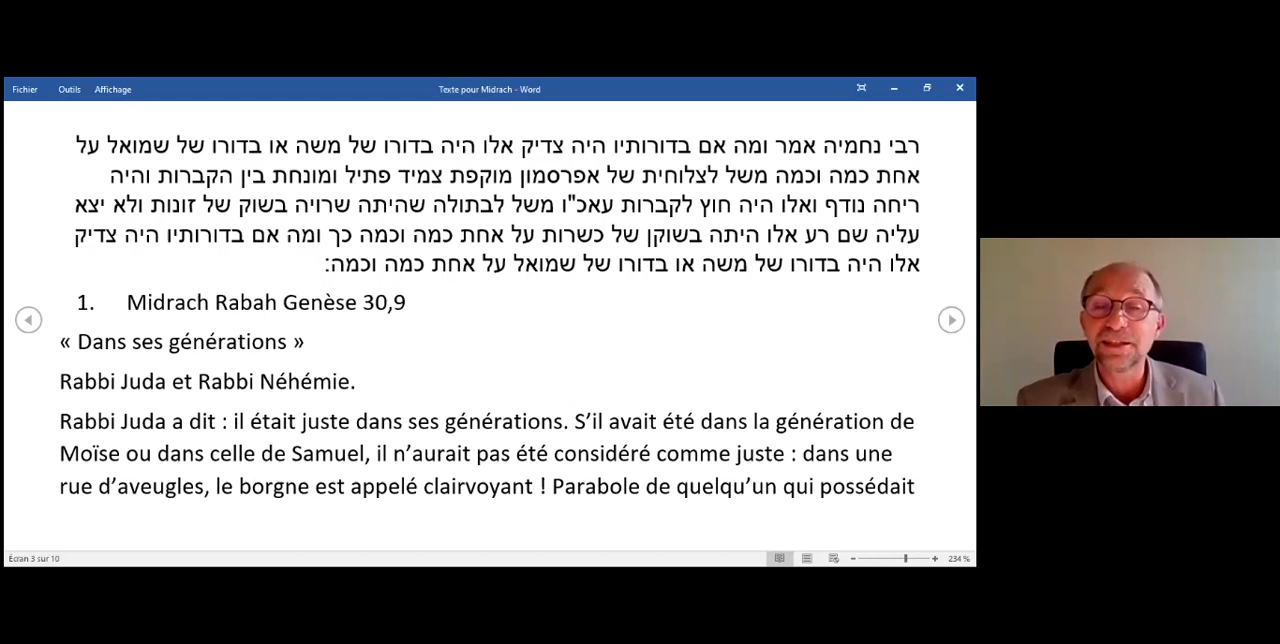 Fichier Outils Affichage Texte pour Midrach - Word
רבי נחמיה אמר ומה אם בדורותיו היה צדיק אלו היה בדורו של משה או בדורו של שמואל על
אחת כמה וכמה משל לצלוחית של אפרסמון מוקפת צמיד פתיל ומונחת בין הקברות והיה
ריחה נודף ואלו היה חוץ לקברות עאכ"ו משל לבתולה שהיתה שרויה בשוק של זונות ולא יצא
עליה שם רע אלו היתה בשוקן של כשרות על אחת כמה וכמה כך ומה אם בדורותיו היה צדיק
אלו היה בדורו של משה או בדורו של שמואל על אחת כמה וכמה:
1. Midrach Rabah Genèse 30,9
« Dans ses générations »
Rabbi Juda et Rabbi Néhémie.
Rabbi Juda a dit : il était juste dans ses générations. S’il avait été dans la génération de
Moïse ou dans celle de Samuel, il n’aurait pas été considéré comme juste : dans une
rue d’aveugles, le borgne est appelé clairvoyant ! Parabole de quelqu’un qui possédait
Écran 3 sur 10 234 %